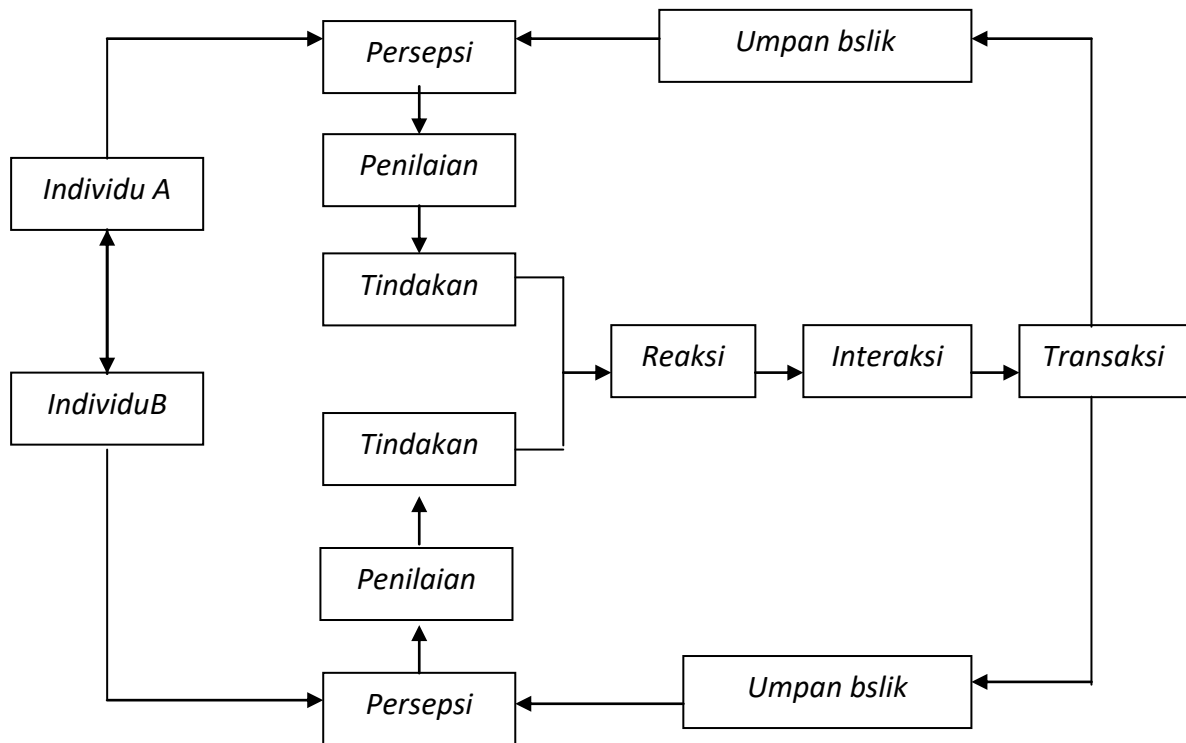 Persepsi
Umpan bslik
Penilaian
Individu A
Tindakan
Reaksi
Interaksi
Transaksi
IndividuB
Tindakan
Penilaian
Persepsi
Umpan bslik